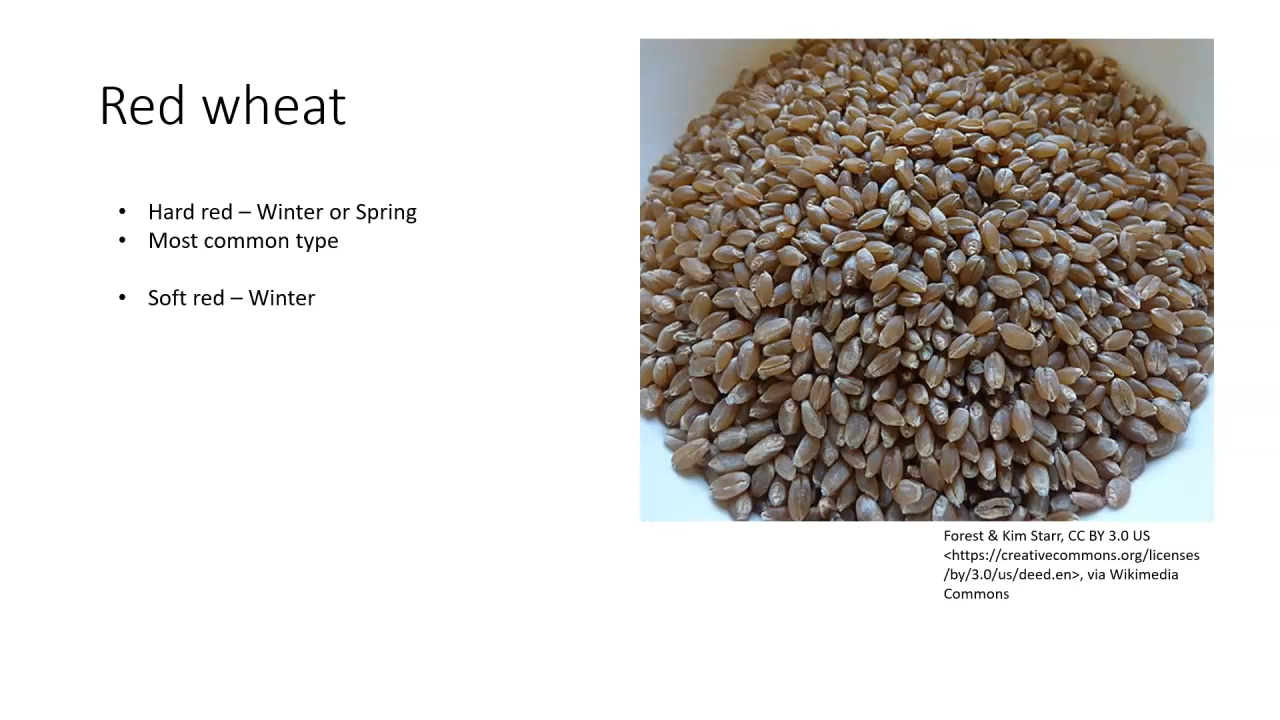 Red wheat
• Hard red – Winter or Spring
• Most common type
• Soft red – Winter
Forest & Kim Starr, CC BY 3.0 US
<https://creativecommons.org/licenses
/by/3.0/us/deed.en>, via Wikimedia
Commons